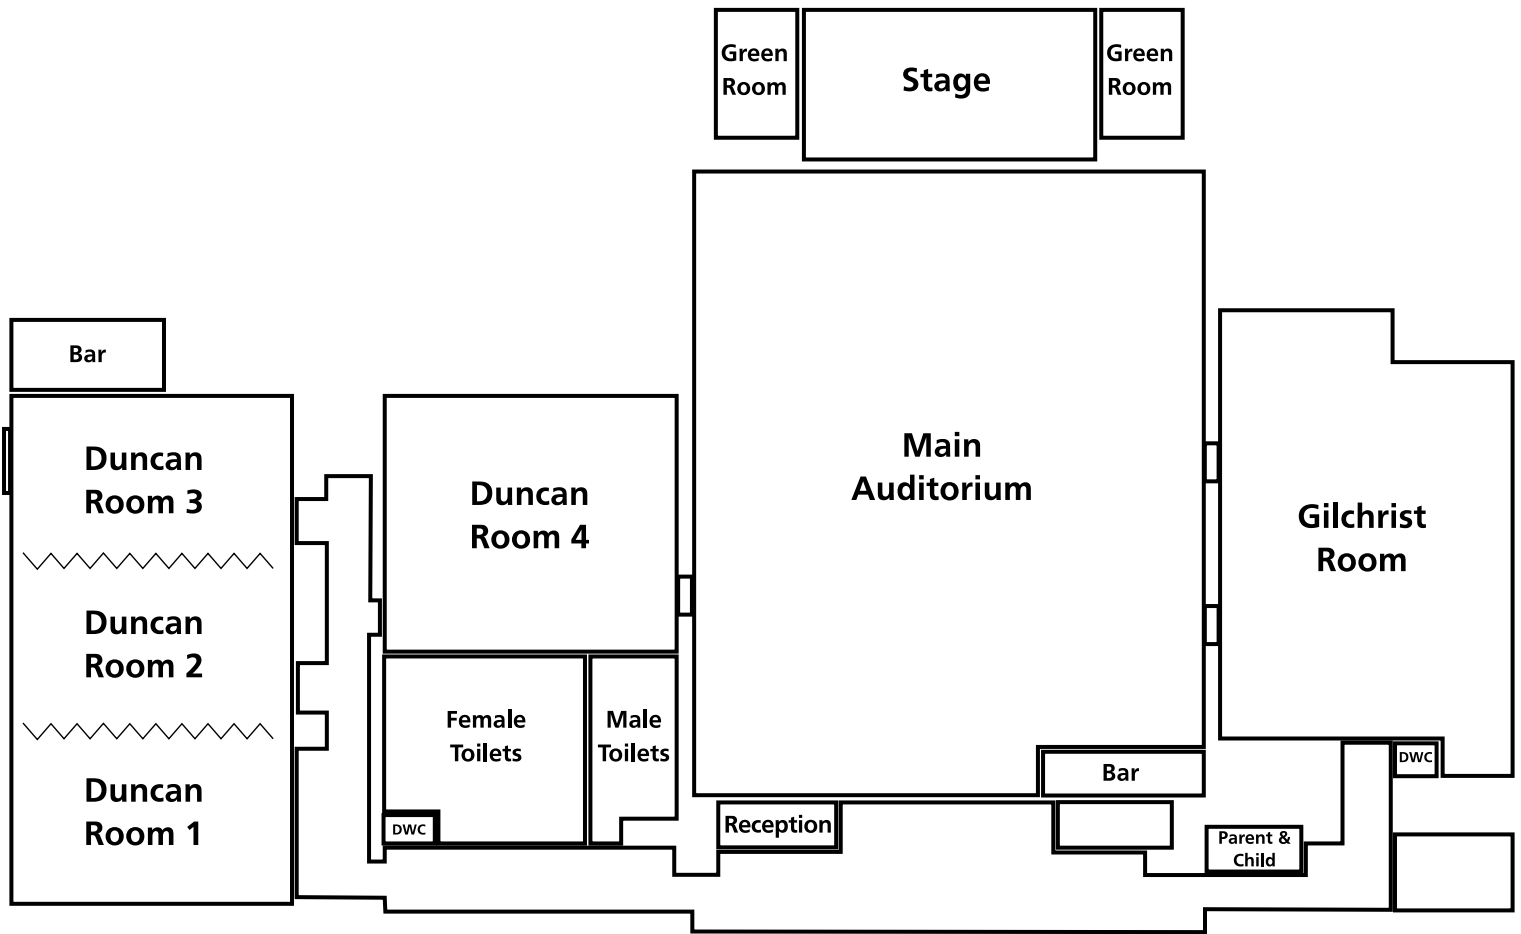 Green
Room
Stage
Green
Room
Bar
Duncan
Room 3
Duncan
Room 4
Main
Auditorium
Gilchrist
Room
Duncan
Room 2
Female
Toilets
Male
Toilets
Bar
DWC
Duncan
Room 1
DWC
Reception
Parent &
Child